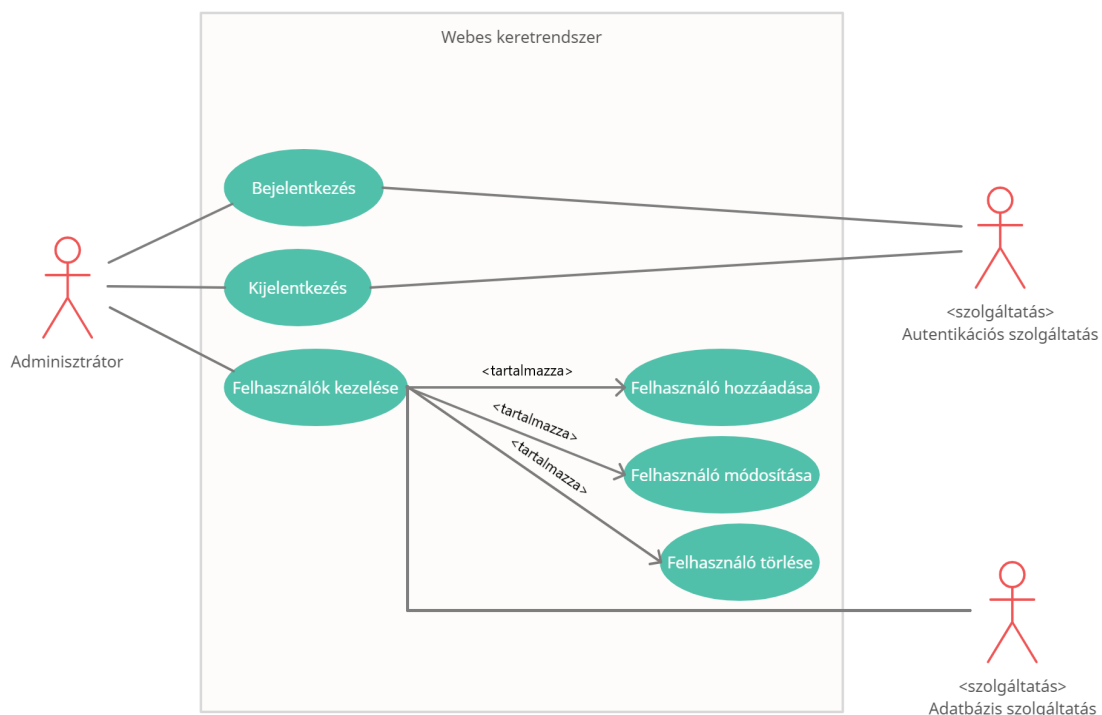 Webes keretrendszer
Bejelentkezés
Kijelentkezés
<szolgáltatás>
Autentikációs szolgáltatás
Adminisztrátor
Felhasználók kezelése
<tartalmazza>
Felhasználó hozzáadása
<tartalmazza>
Felhasználó módosítása
<tartalmazza>
Felhasználó törlése
<szolgáltatás>
Adatbázis szolgáltatás